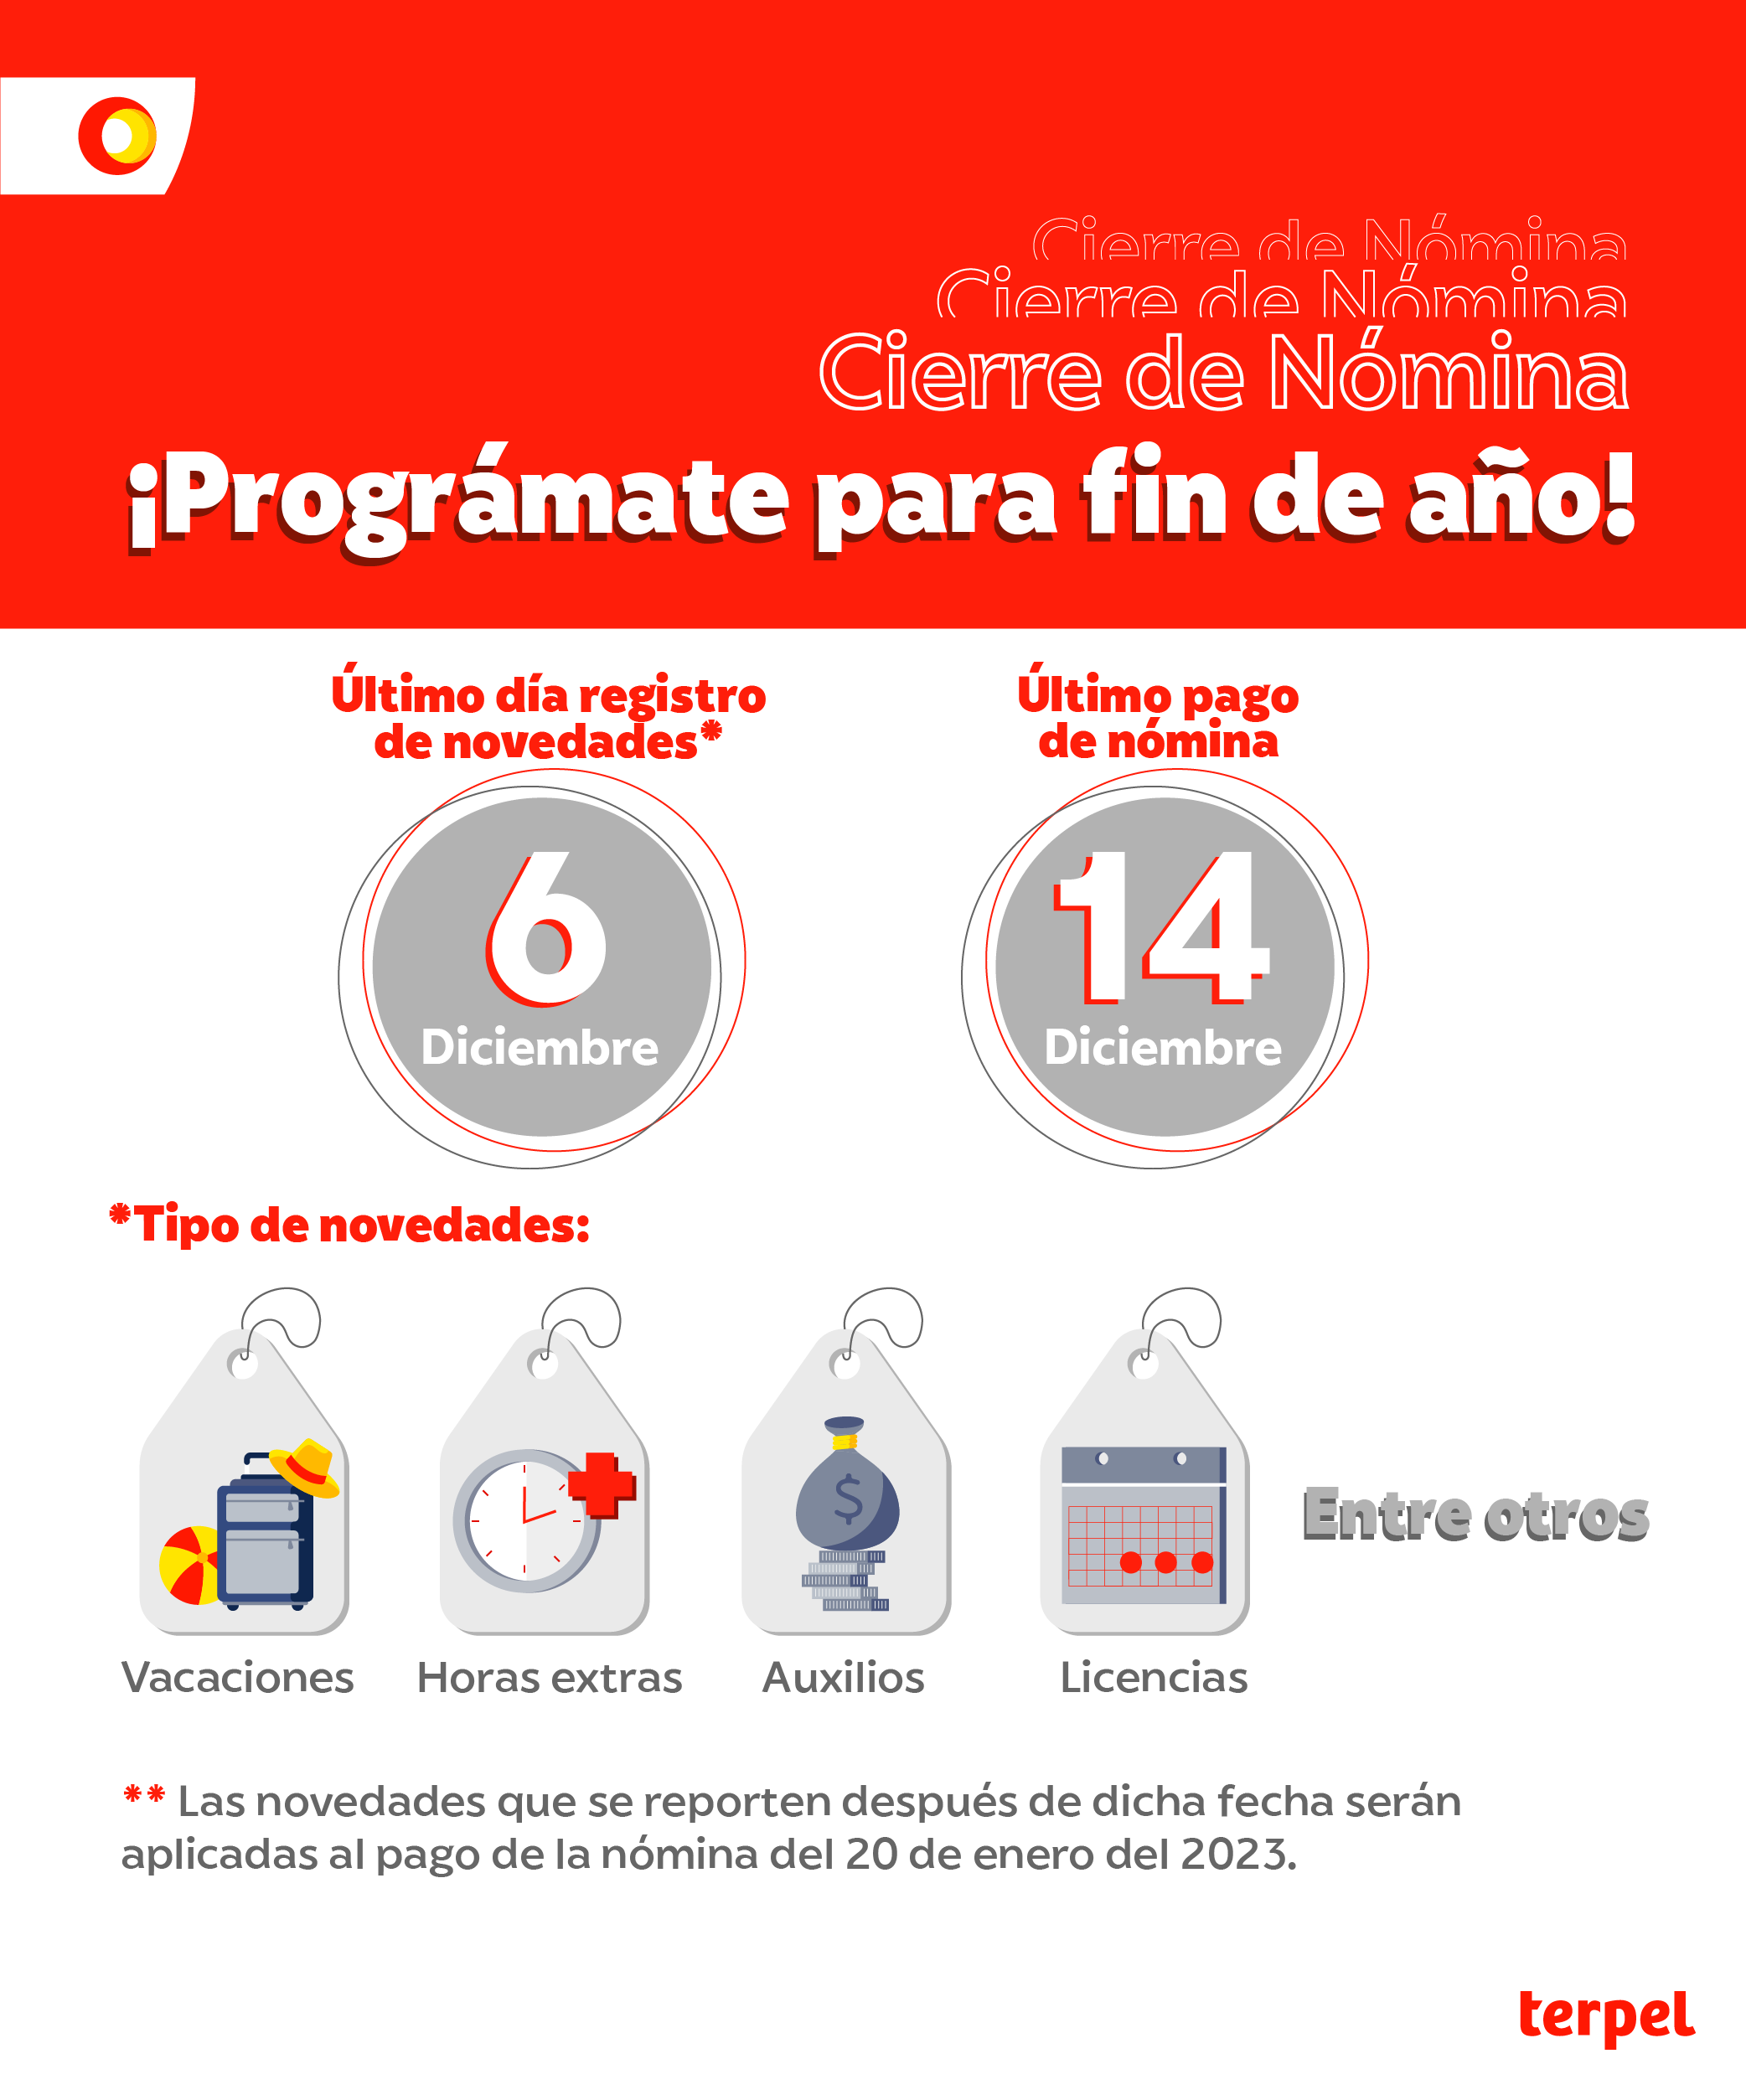 Cierre de Nómina
Cierre de Nómina
Cierre de Nómina
¡Prográmate para fin de año!
Último día registro
de novedades*
6
Diciembre
Último pago
de nómina
14
Diciembre
*Tipo de novedades:
$
Vacaciones
Horas extras
Auxilios
Licencias
Entre otros
** Las novedades que se reporten después de dicha fecha serán
aplicadas al pago de la nómina del 20 de enero del 2023.
terpel